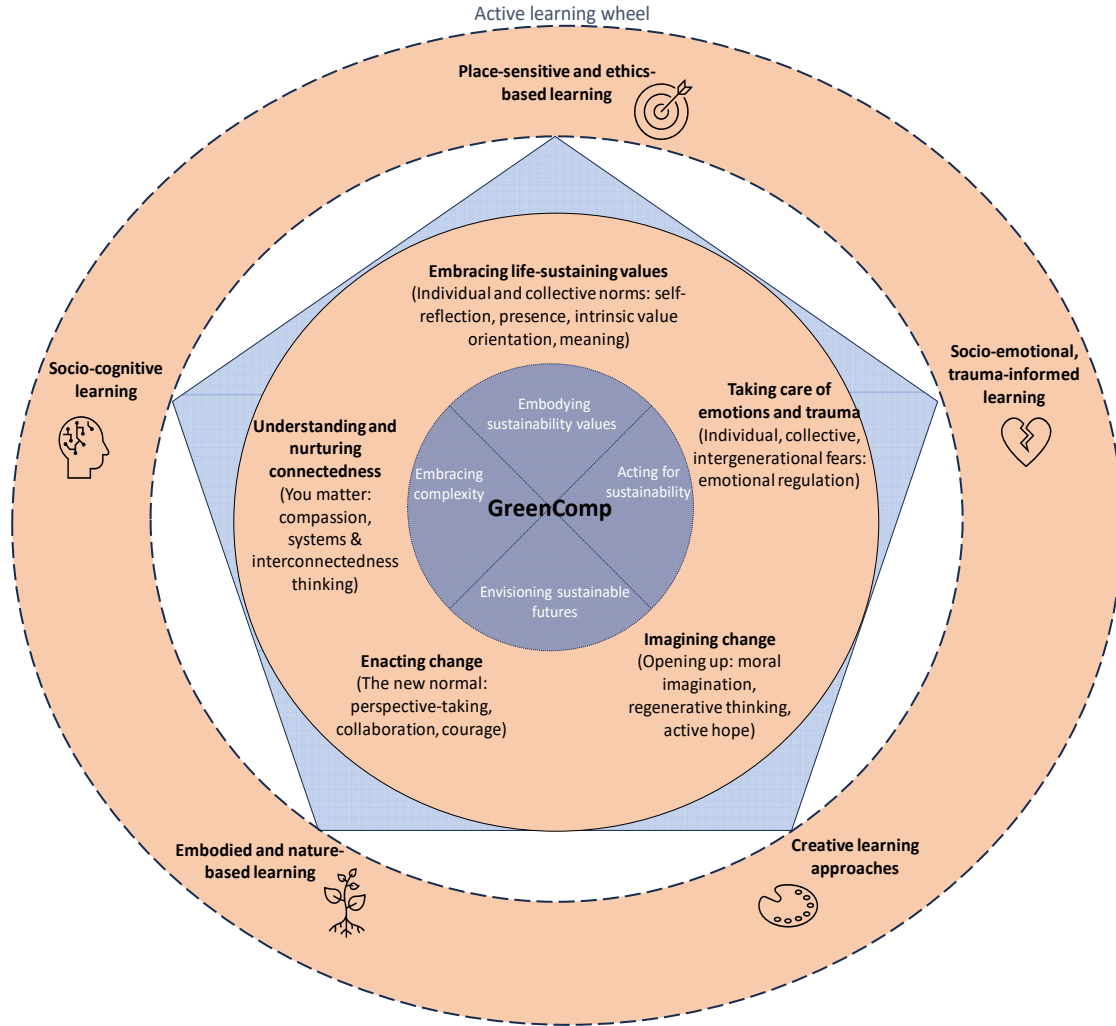 Active learning wheel
Place-sensitive and ethics-
based learning
Embracing life-sustaining values
(Individual and collective norms: self-
reflection, presence, intrinsic value
orientation, meaning)
Socio-cognitive
learning
Socio-emotional,
trauma-informed
learning
Taking care of
emotions and trauma
(Individual, collective,
intergenerational fears:
emotional regulation)
Understanding and
nurturing
connectedness
(You matter:
compassion,
systems &
interconnectedness
thinking)
Embodying
sustainability values
Embracing
complexity
Acting for
sustainability
GreenComp
Envisioning sustainable
futures
Enacting change
(The new normal:
perspective-taking,
collaboration, courage)
Imagining change
(Opening up: moral
imagination,
regenerative thinking,
active hope)
Embodied and nature-
based learning
Creative learning
approaches